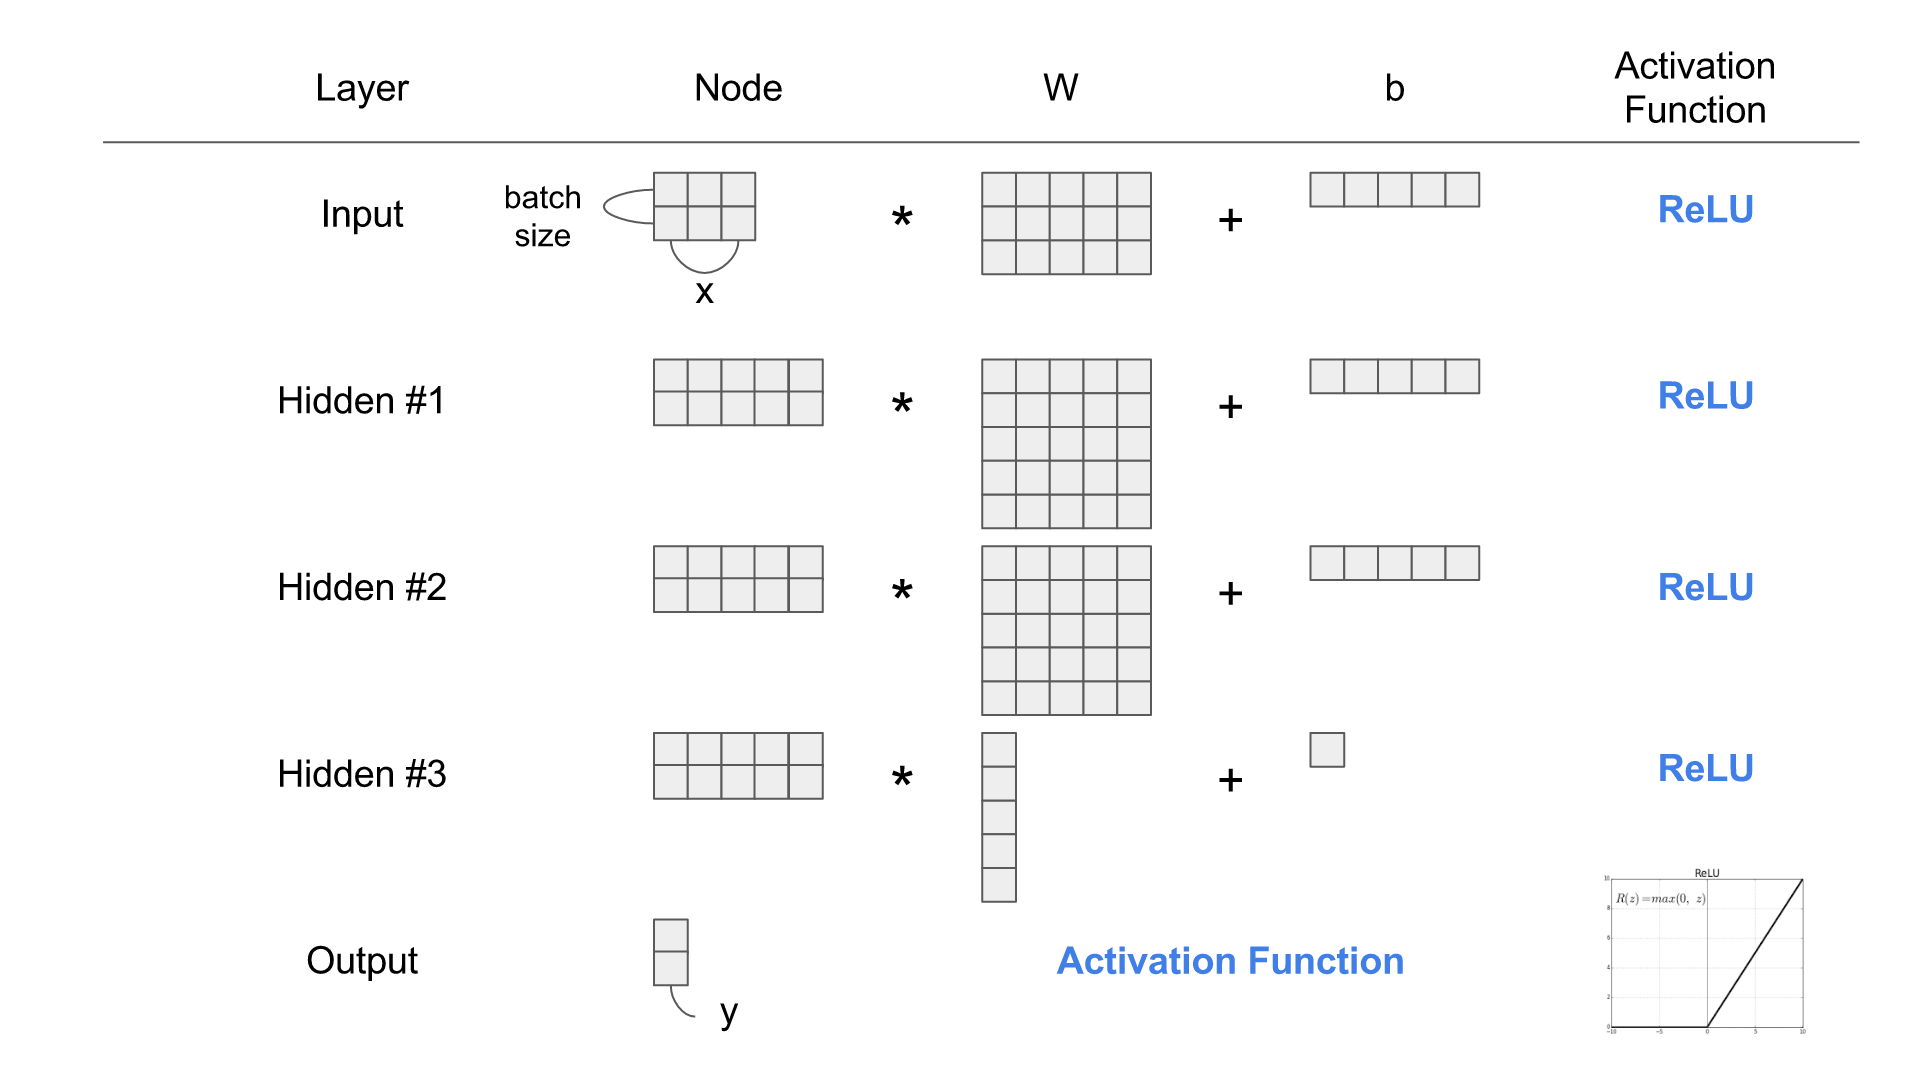 Layer Node W b Activation
Function
Input batch
size * + ReLU
x
Hidden #1 * + ReLU
Hidden #2 * + ReLU
Hidden #3 * + ReLU
Output Activation Function
y
ReLU
R(z) = max(0, z)
10
8
6
4
2
0
-10 -5 0 5 10